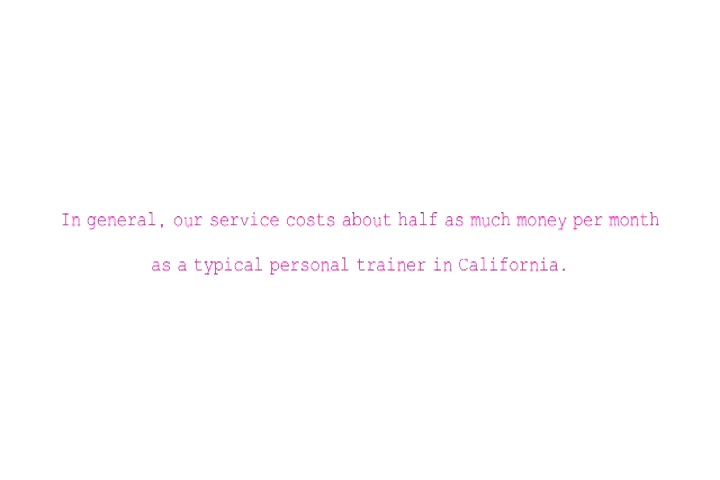 In general, our service costs about half as much money per month
as a typical personal trainer in California.